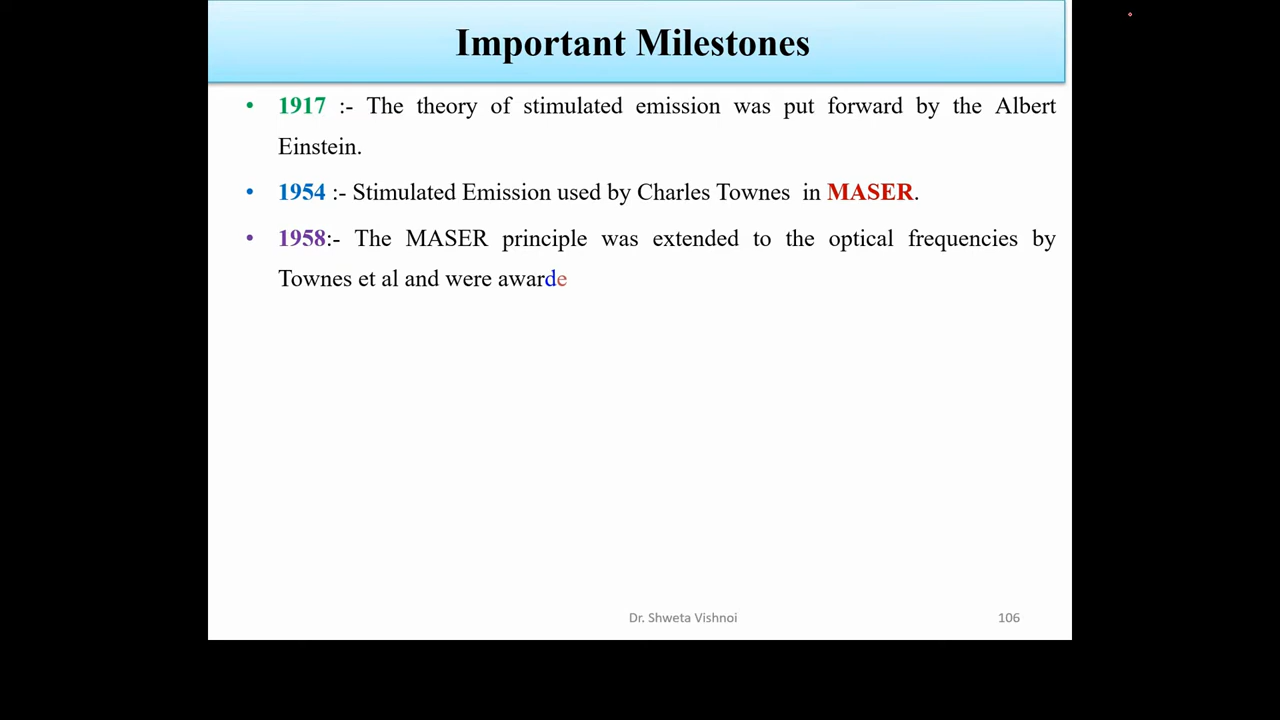 Important Milestones
• 1917 :- The theory of stimulated emission was put forward by the Albert
Einstein.
• 1954 :- Stimulated Emission used by Charles Townes in MASER.
• 1958:- The MASER principle was extended to the optical frequencies by
Townes et al and were awarde
Dr. Shweta Vishnoi
106